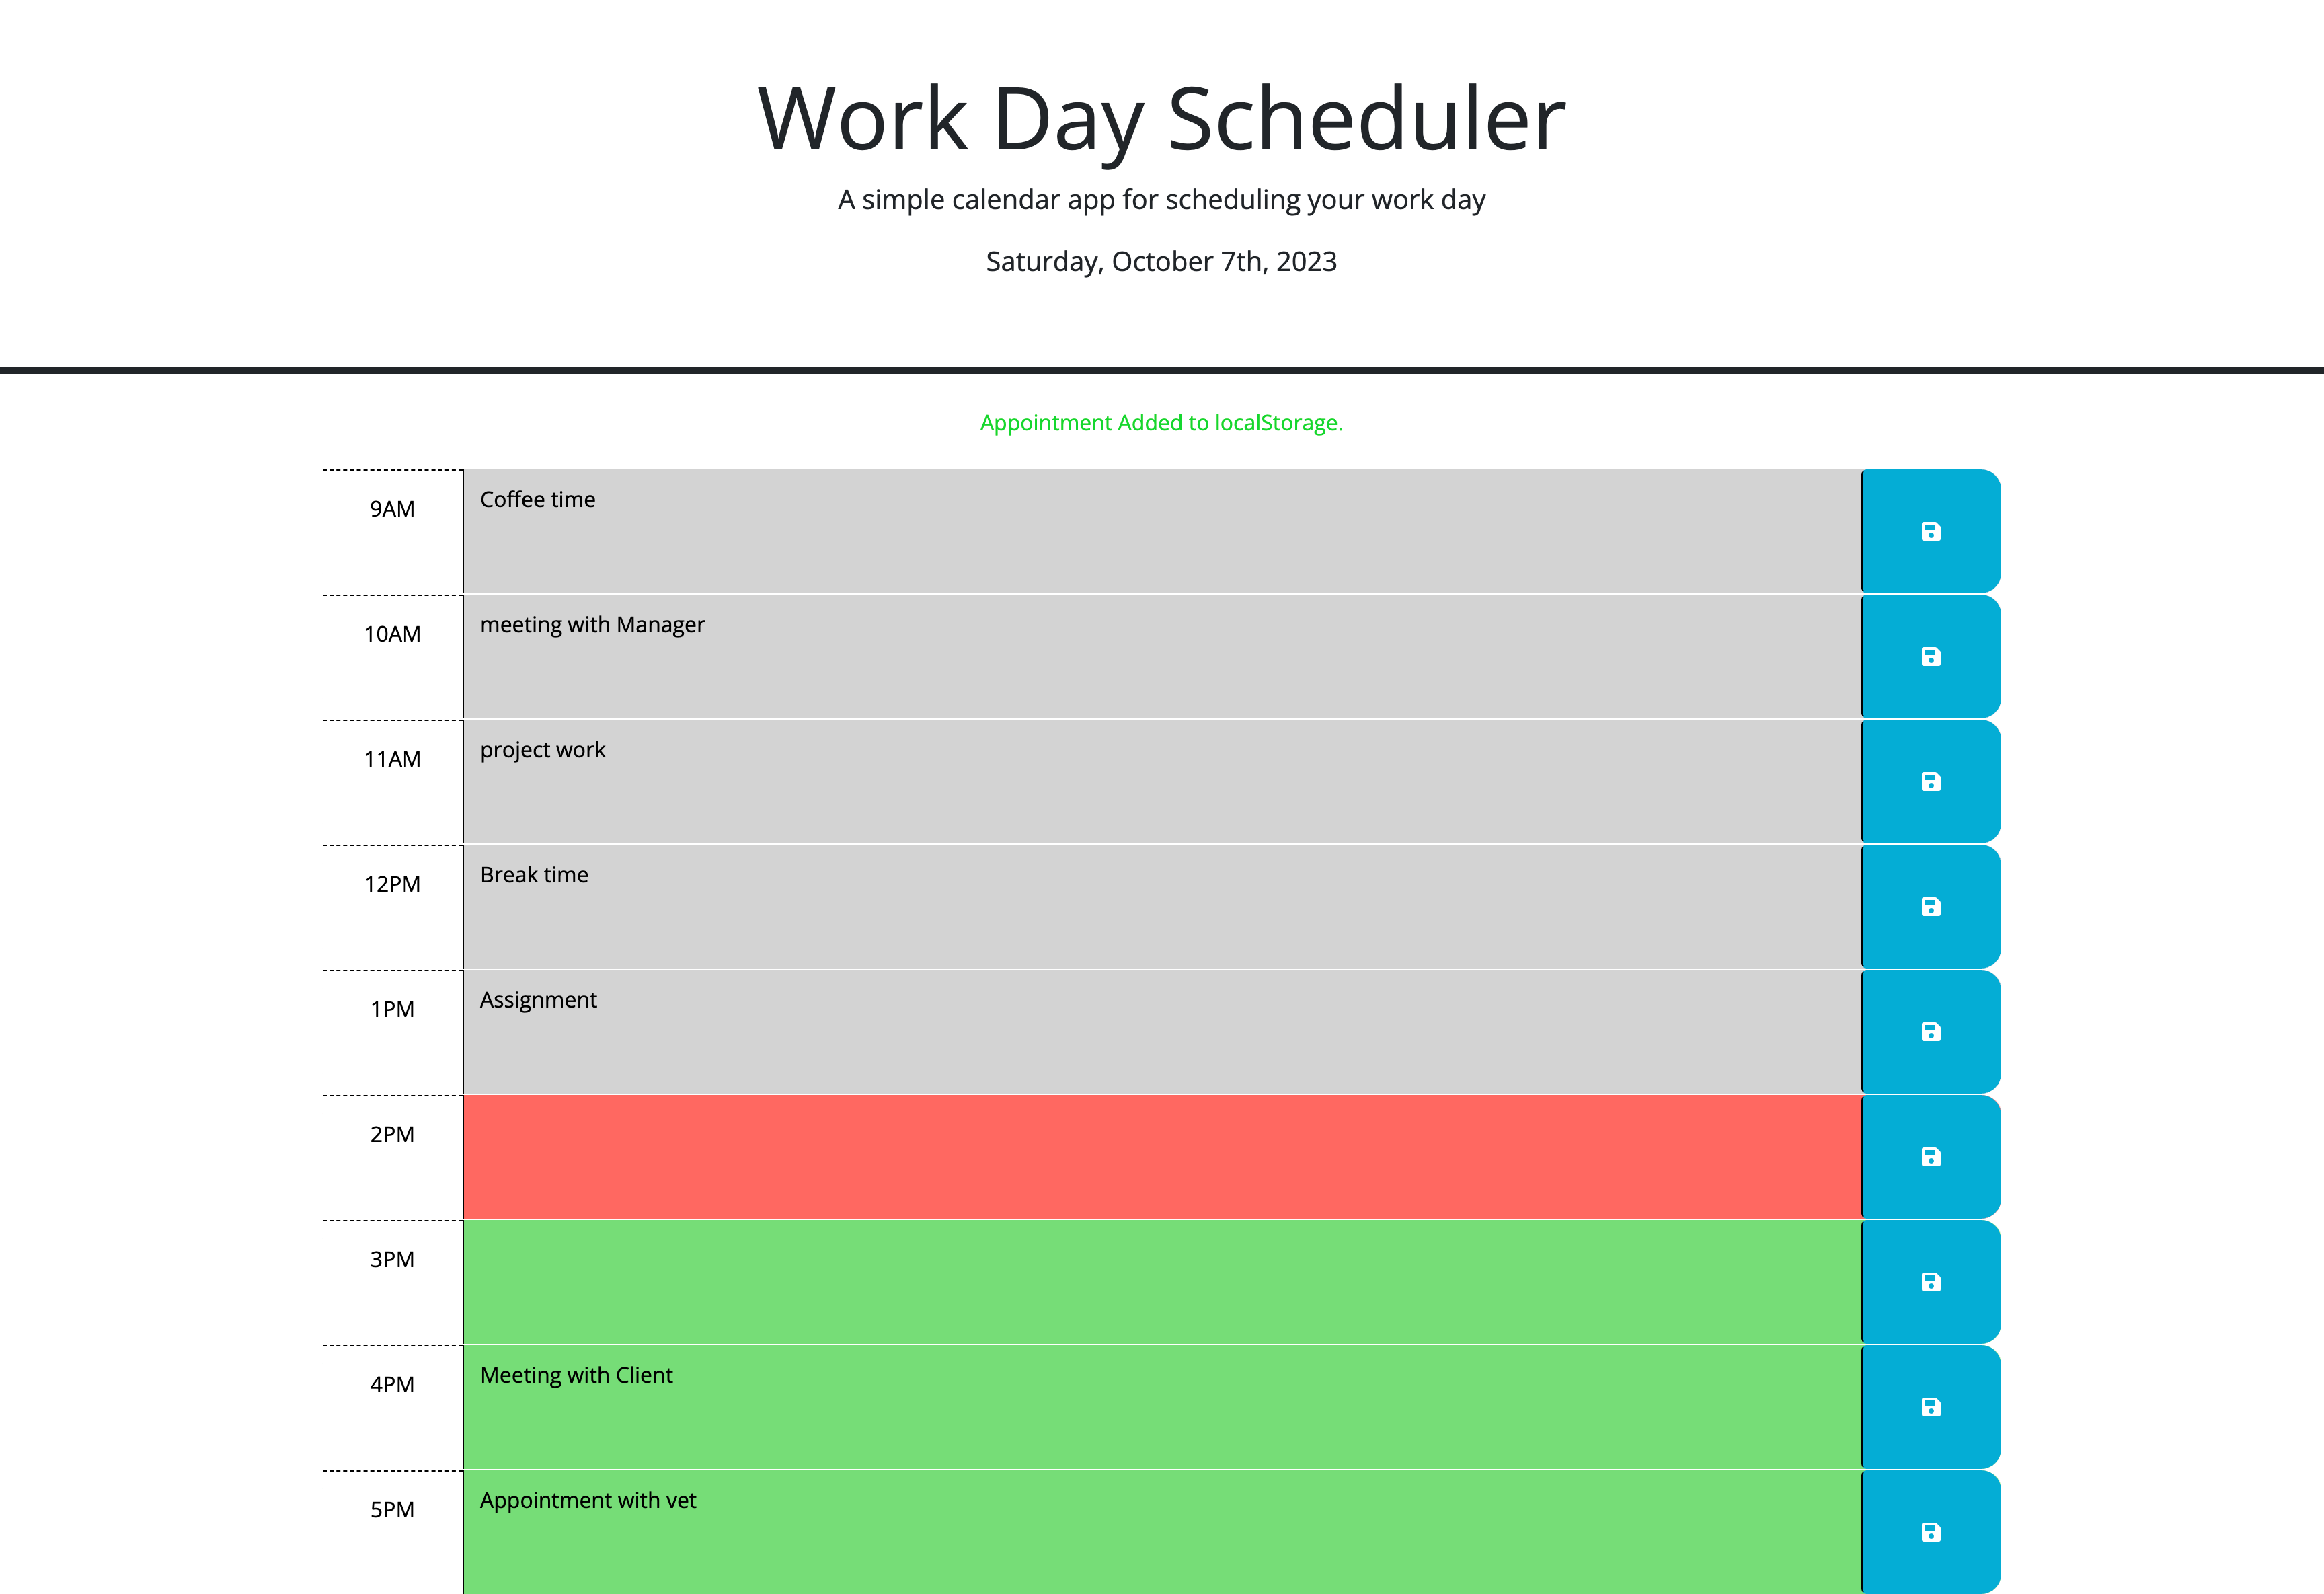 Work Day Scheduler
A simple calendar app for scheduling your work day
Saturday, October 7th, 2023
Appointment Added to localStorage.
9AM
Coffee time
10AM
meeting with Manager
11AM
project work
12PM
Break time
1PM
Assignment
2PM
3PM
4PM
Meeting with Client
5PM
Appointment with vet